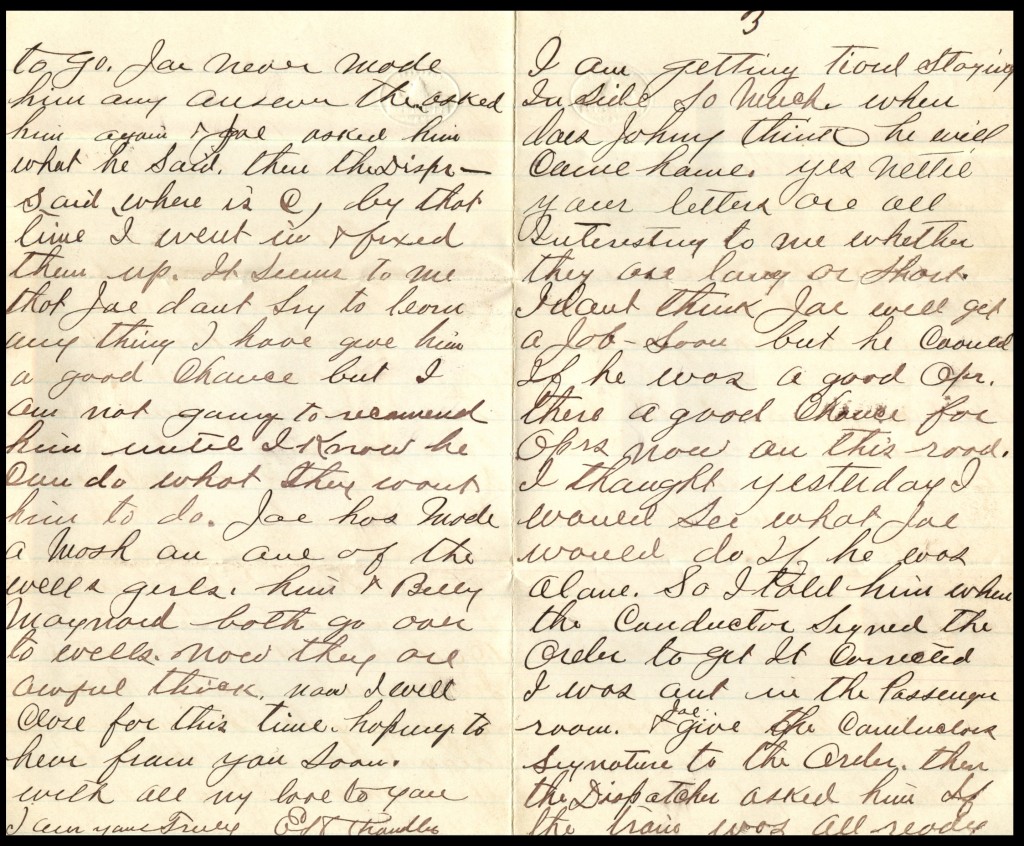 3
I am getting tired staying
In side so much. when
does Johny think he will
Come home. yes Nettie
your letters are all
Interesting to me whether
they are long or short.
I dont think Joe will get
a Job - soon but he Could
If he was a good Opr.
there a good Chance for
Oprs now on this road.
I thought yesterday I
would See what Joe
would do If he was
alone. So I told him when
the Conductor Signed the
Order to get It Corrected
I was out in the Passenger
room. & Joe give the Conductors
Signature to the Order. then
the Dispatcher asked him If
the train was all ready
to go. Joe never made
him any answer the asked
him again & Joe asked him
what he said. then the Dispr—
said where is C, by that
time I went in & fixed
them up. It seems to me
that Joe dont try to learn
any thing I have give him
a good Chance but I
am not going to recomend
him until I Know he
Can do what they want
him to do. Joe has Made
a Mash on one of the
wells girls. him & Billy
Maynard both go over
to wells. now they are
awful thick. now I will
Close for this time. hoping to
hear from you soon.
with all my love to you
I am yours Truly Ed Chandler